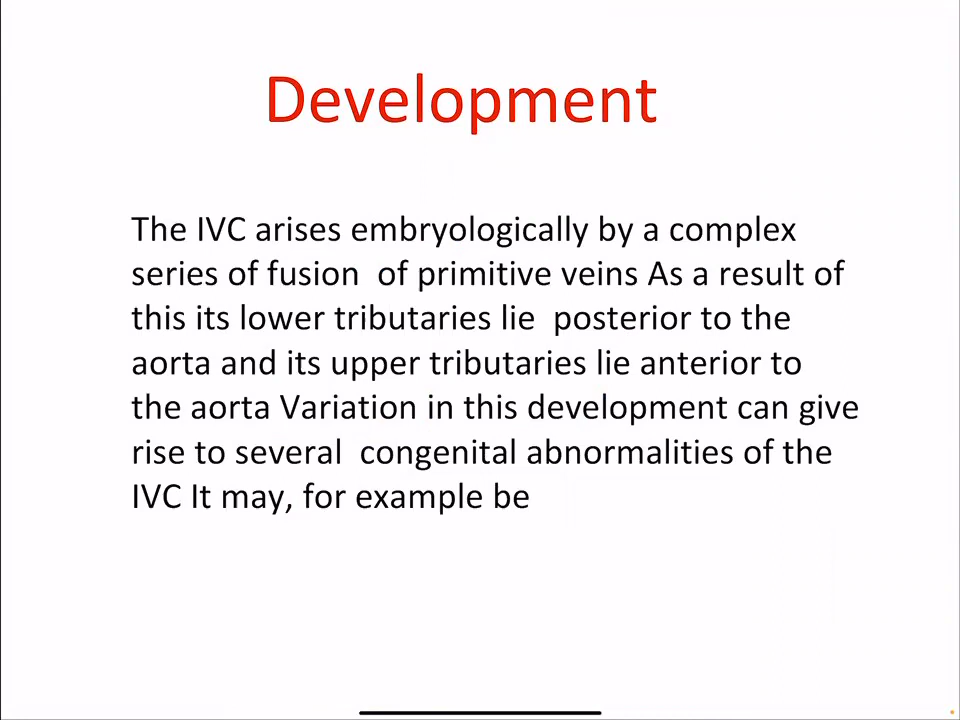 Development
The IVC arises embryologically by a complex
series of fusion  of primitive veins As a result of
this its lower tributaries lie  posterior to the
aorta and its upper tributaries lie anterior to
the aorta Variation in this development can give
rise to several  congenital abnormalities of the
IVC It may, for example be